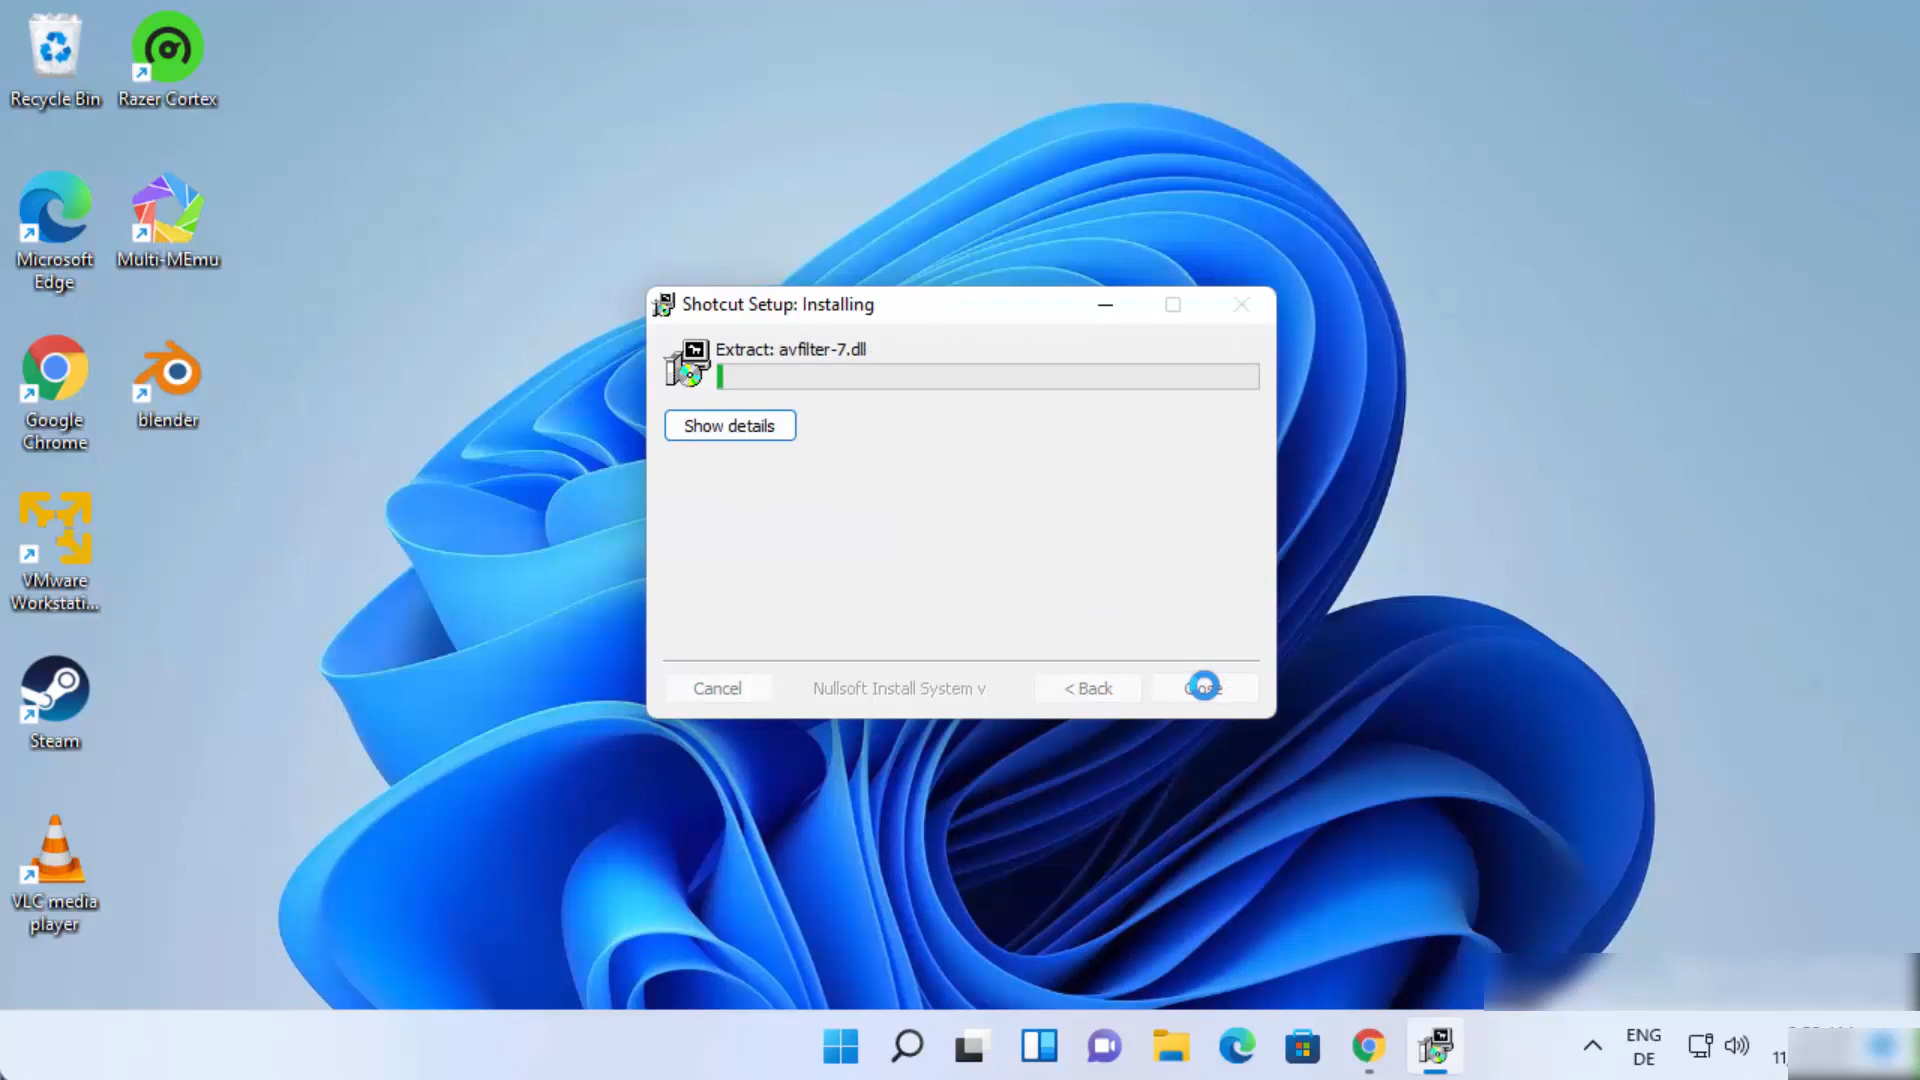 Recycle Bin
Razer Cortex
Microsoft
Edge
Multi-MEmu
Google
Chrome
blender
VMware
Workstati...
Steam
VLC media
player
Shotcut Setup: Installing
Extract: avfilter-7.dll
Show details
Cancel
Nullsoft Install System v
< Back
Close
ENG
DE